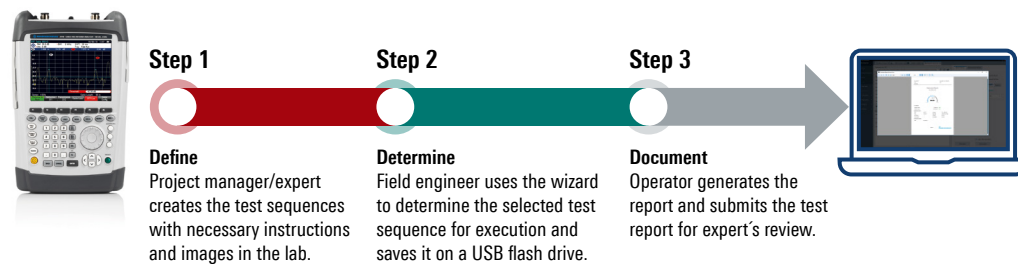 Step 1
Step 2
Step 3
Define
Project manager/expert
creates the test sequences
with necessary instructions
and images in the lab.
Determine
Field engineer uses the wizard
to determine the selected test
sequence for execution and
saves it on a USB flash drive.
Document
Operator generates the
report and submits the test
report for expert´s review.